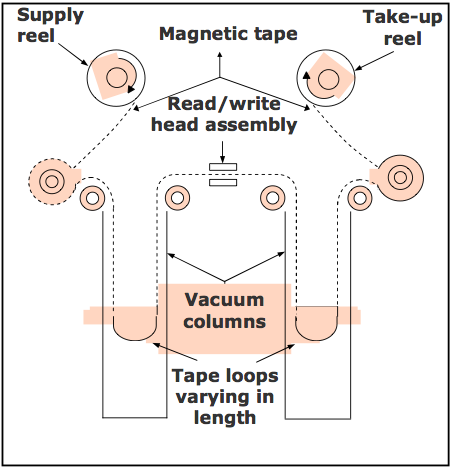 Supply
reel
Magnetic tape
Take-up
reel
Read/write
head assembly
Vacuum
columns
Tape loops
varying in
length